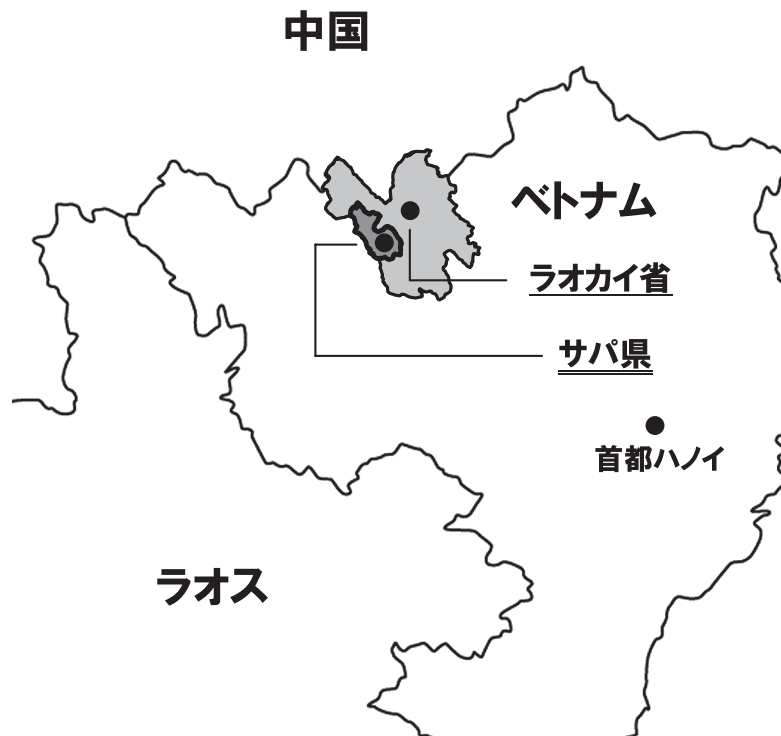 中国
ベトナム
ラオカイ省
サパ県
首都ハノイ
ラオス